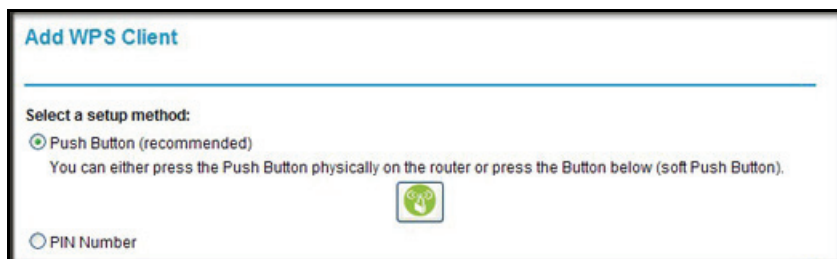 Add WPS Client
Select a setup method:
Push Button (recommended)
You can either press the Push Button physically on the router or press the Button below (soft Push Button).
PIN Number